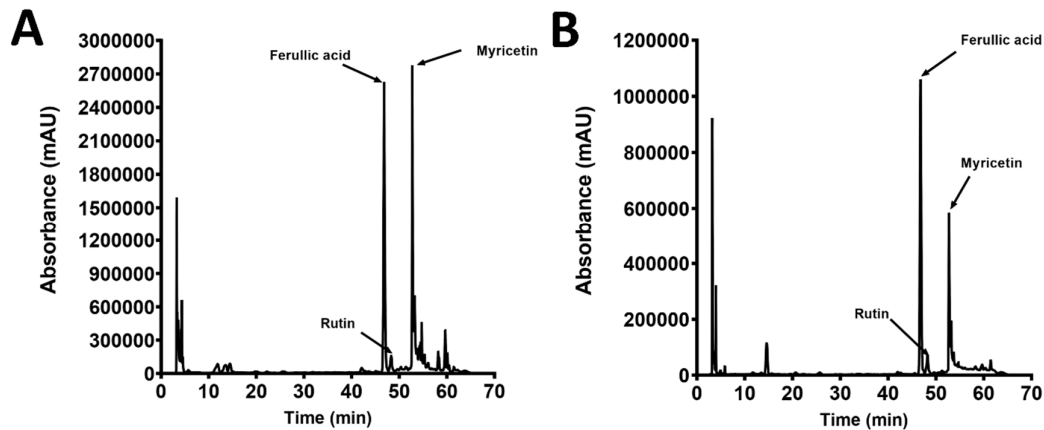 A
Absorbance (mAU)
3000000
2700000
2400000
2100000
1800000
1500000
1200000
900000
600000
300000
0
Ferullic acid
Myricetin
Rutin
0 10 20 30 40 50 60 70
Time (min)
B
Absorbance (mAU)
1200000
1000000
800000
600000
400000
200000
0
Ferullic acid
Myricetin
Rutin
0 10 20 30 40 50 60 70
Time (min)